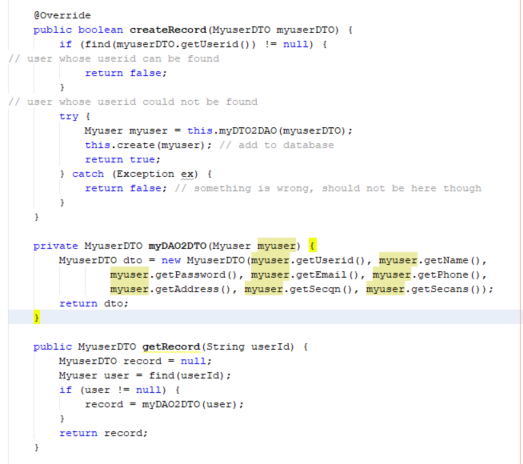 @Override
public boolean createRecord(MyuserDTO myuserDTO) {
if (find(myuserDTO.getUserid()) != null) {
// user whose userid can be found
return false;
}
// user whose userid could not be found
try {
Myuser myuser = this.myDTO2DAO(myuserDTO);
this.create(myuser); // add to database
return true;
} catch (Exception ex) {
return false; // something is wrong, should not be here though
}
}
private MyuserDTO myDAO2DTO(Myuser myuser) {
MyuserDTO dto = new MyuserDTO(myuser.getUserid(), myuser.getName(),
myuser.getPassword(), myuser.getEmail(), myuser.getPhone(),
myuser.getAddress(), myuser.getSecqn(), myuser.getSecans());
return dto;
}
public MyuserDTO getRecord(String userId) {
MyuserDTO record = null;
Myuser user = find(userId);
if (user != null) {
record = myDAO2DTO(user);
}
return record;
}